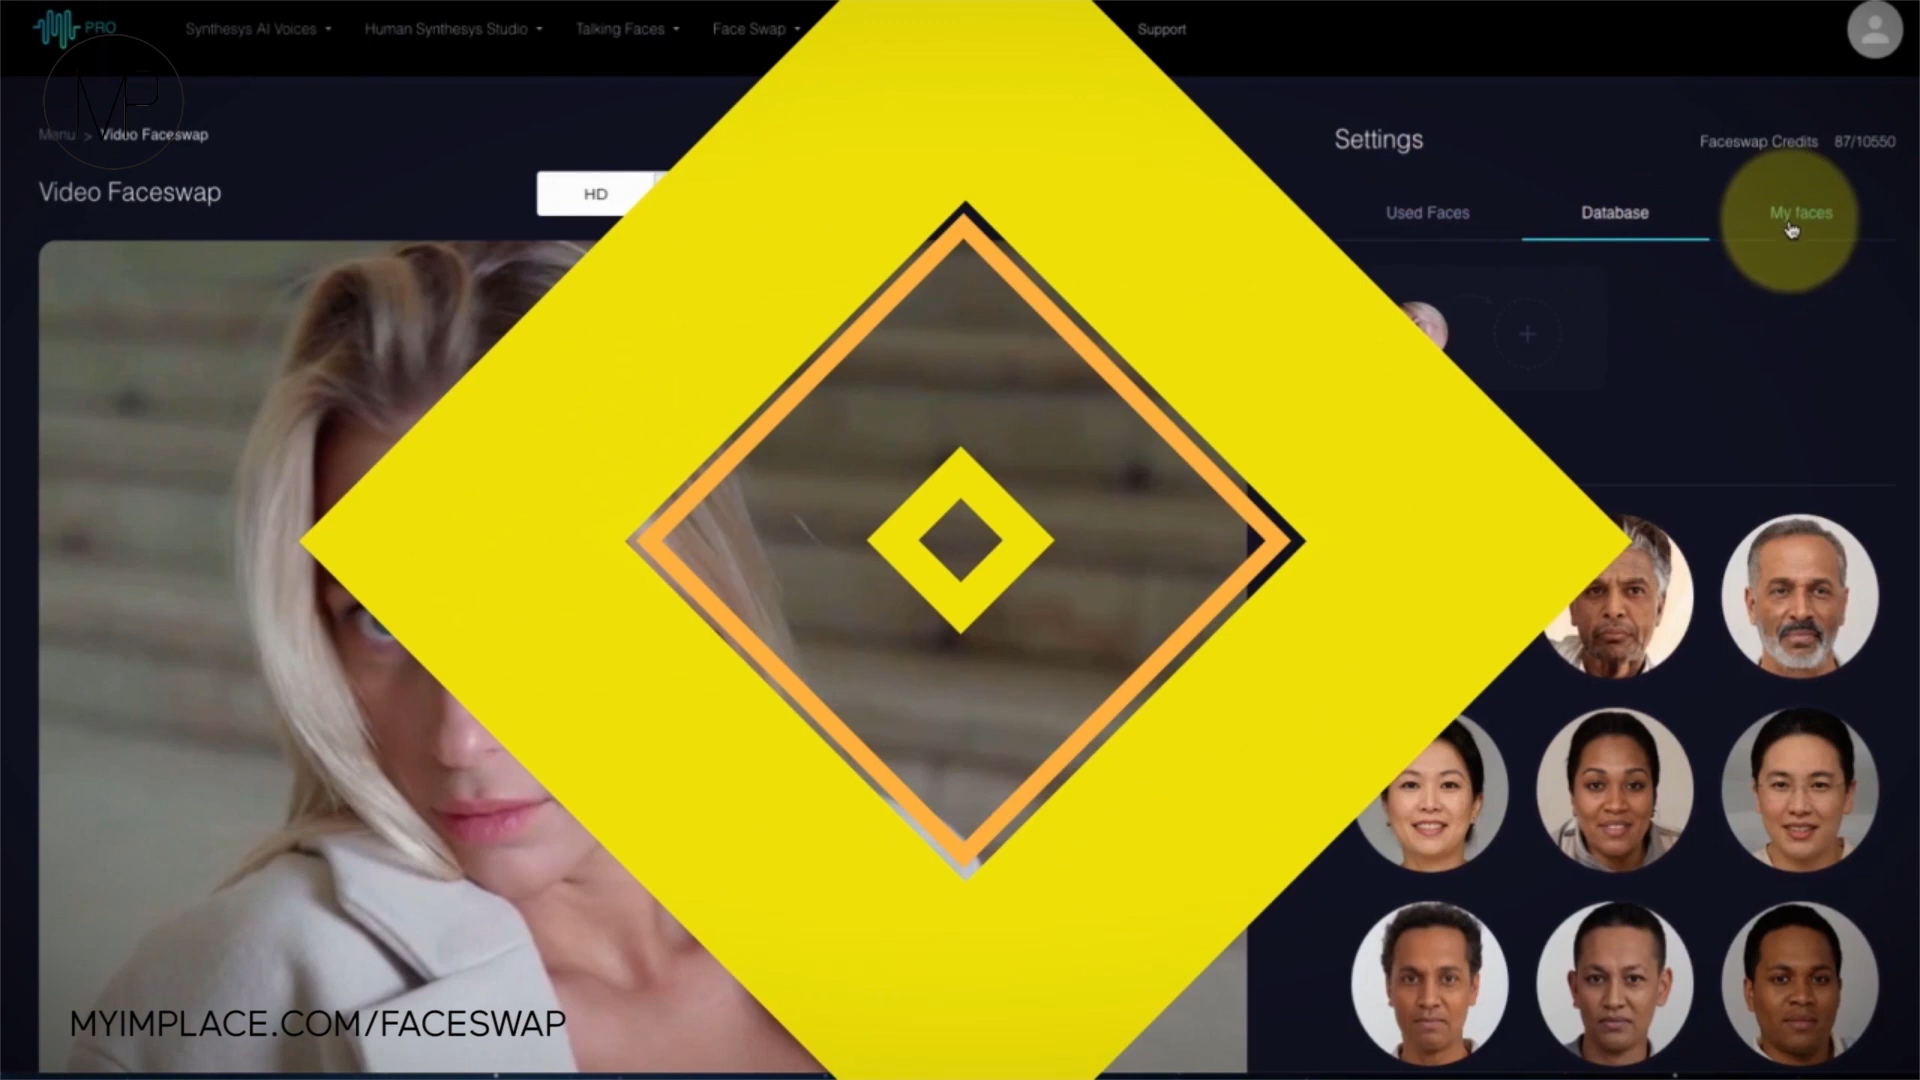 PRO
Synthesys AI Voices
Human Synthesys Studio
Talking Faces
Face Swap
Support
MP
Menu > Video Faceswap
Video Faceswap
HD
Settings
Faceswap Credits 87/10550
Used Faces
Database
My faces
MYIMPLACE.COM/FACESWAP